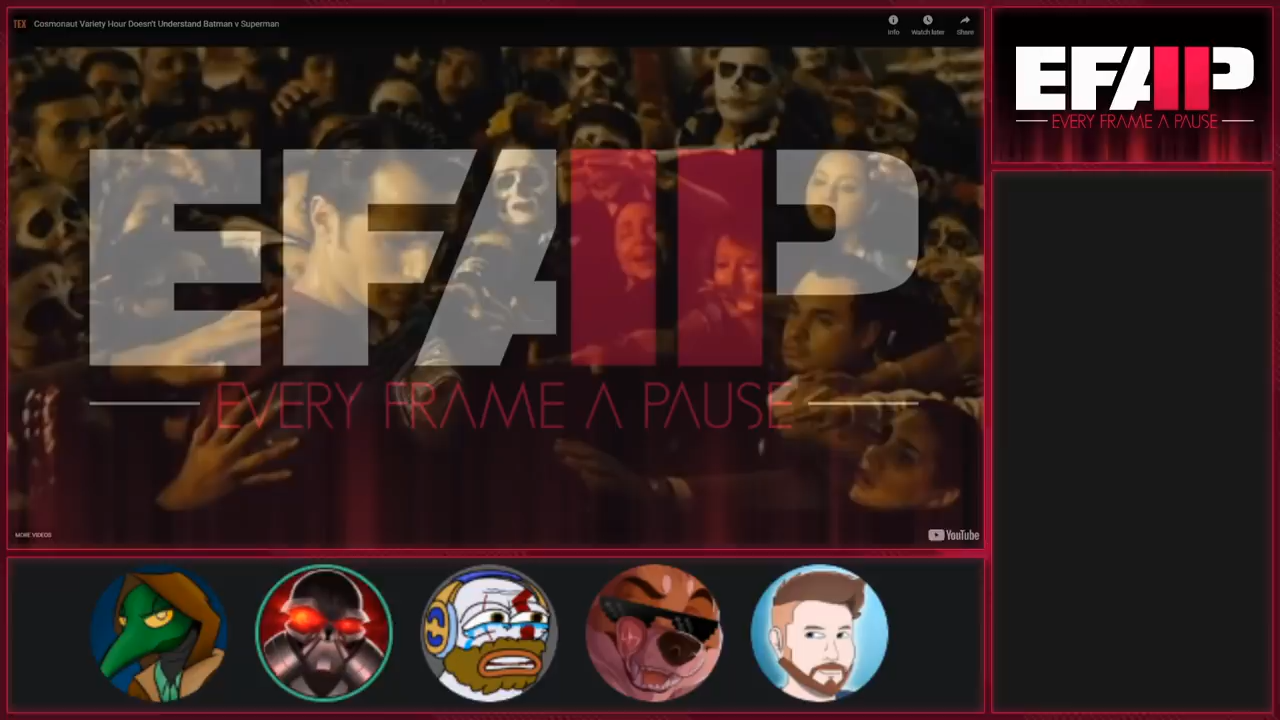 TEX Cosmonaut Variety Hour Doesn't Understand Batman v Superman
Info
Watch later
Share
EFAP
EVERY FRAME A PAUSE
MORE VIDEOS
YouTube
EFAP
EVERY FRAME A PAUSE